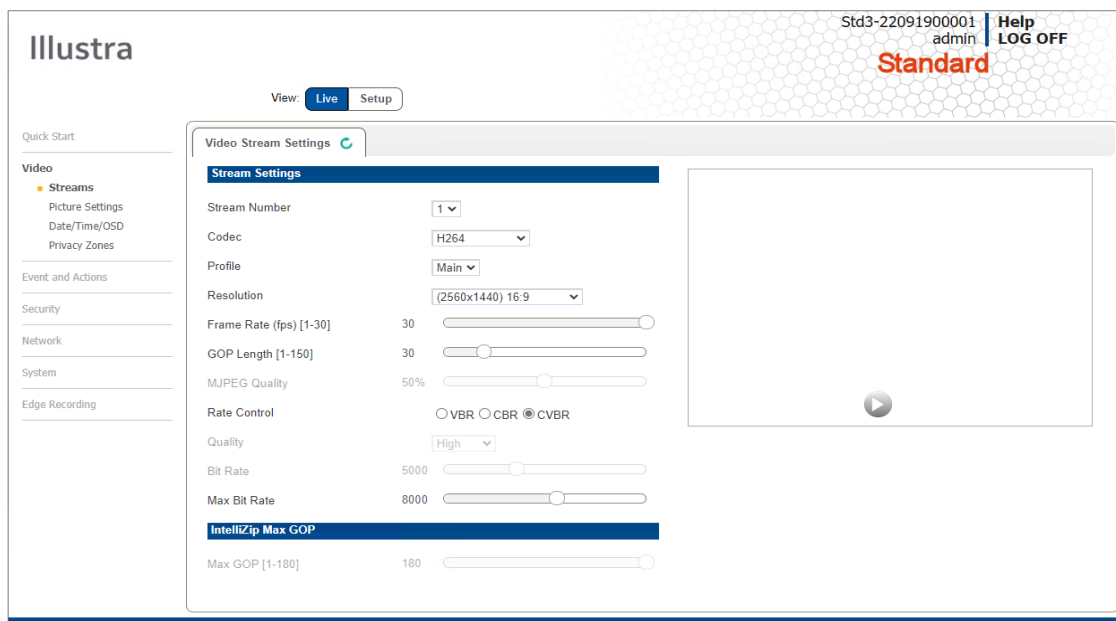 Illustra
Std3-22091900001 Help
admin LOG OFF
Standard
View: Live Setup
Quick Start
Video
Streams
Picture Settings
Date/Time/OSD
Privacy Zones
Event and Actions
Security
Network
System
Edge Recording
Video Stream Settings
Stream Settings
Stream Number 1
Codec H264
Profile Main
Resolution (2560x1440) 16:9
Frame Rate (fps) [1-30] 30
GOP Length [1-150] 30
MJPEG Quality 50%
Rate Control VBR CBR CVBR
Quality High
Bit Rate 5000
Max Bit Rate 8000
IntelliZip Max GOP
Max GOP [1-180] 180